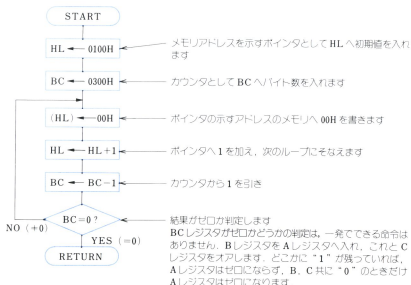 START
HL ← 0100H
メモリアドレスを示すポインタとして HL へ初期値を入れ
ます
BC ← 0300H
カウンタとして BC へバイト数を入れます
(HL) ← 00H
ポインタの示すアドレスのメモリへ 00H を書きます
HL ← HL+1
ポインタへ 1 を加え，次のループにそなえます
BC ← BC−1
カウンタから 1 を引き
BC=0 ?
結果がゼロか判定します
BC レジスタがゼロかどうかの判定は，一発でできる命令は
ありません．B レジスタを A レジスタへ入れ，これと C
レジスタをオアします．どこかに "1" が残っていれば，
A レジスタはゼロにならず，B，C 共に "0" のときだけ
A レジスタはゼロになります
NO (≠0)
YES (=0)
RETURN